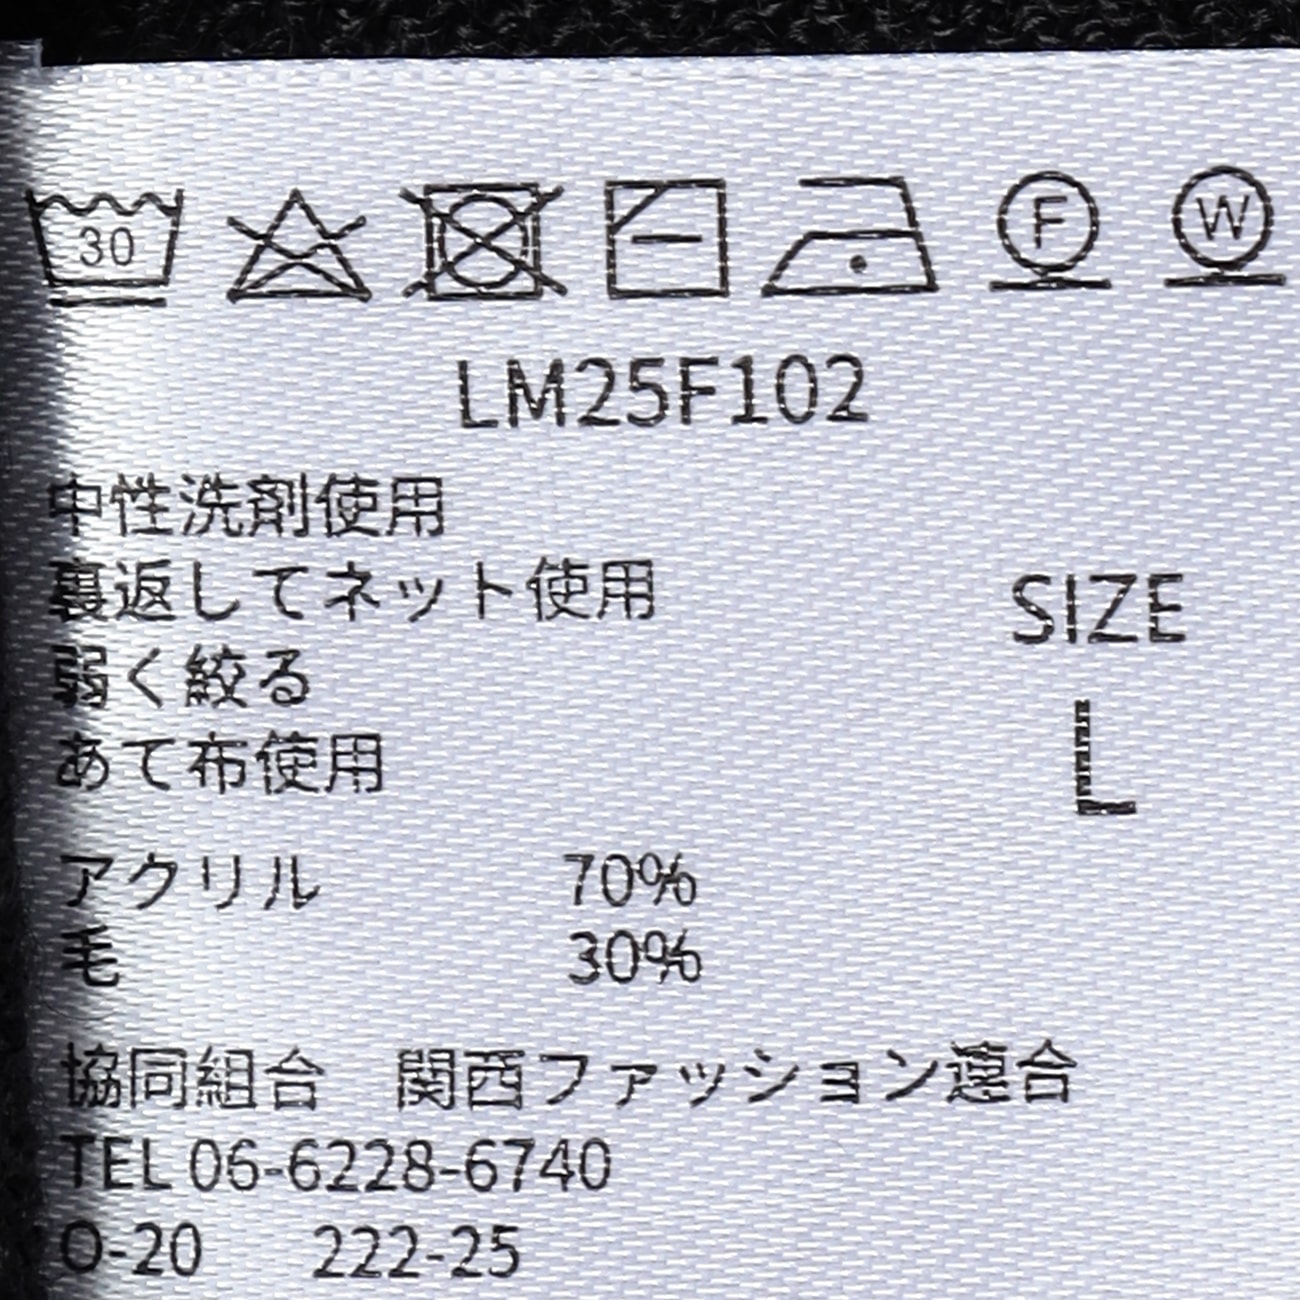 30
F
W
LM25F102
中性洗剤使用
裏返してネット使用
弱く絞る
あて布使用
SIZE
L
アクリル 70%
毛 30%
協同組合　関西ファッション連合
TEL 06-6228-6740
O-20 222-25